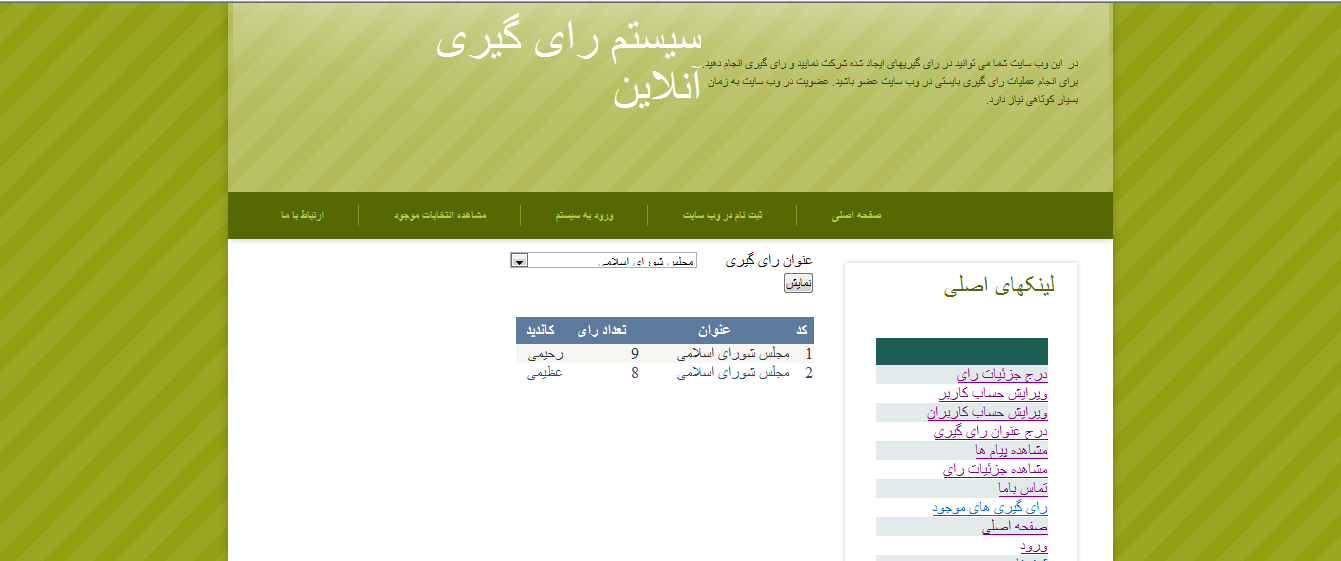 سیستم رای گیری
آنلاین
در این وب سایت شما می توانید در رای گیریهای ایجاد شده شرکت نمایید و رای گیری انجام دهید.
برای انجام عملیات رای گیری بایستی در وب سایت عضو باشید. عضویت در وب سایت به زمان
بسیار کوتاهی نیاز دارد.
صفحه اصلی ثبت نام در وب سایت ورود به سیستم مشاهده انتخابات موجود ارتباط با ما
لینکهای اصلی
درج جزئیات رای
ویرایش حساب کاربر
ویرایش حساب کاربران
درج عنوان رای گیری
مشاهده پیام ها
مشاهده جزئیات رای
تماس باما
رای گیری های موجود
صفحه اصلی
ورود
عنوان رای گیری مجلس شورای اسلامی
نمایش
کد عنوان تعداد رای کاندید
1 مجلس شورای اسلامی 9 رحیمی
2 مجلس شورای اسلامی 8 عظیمی